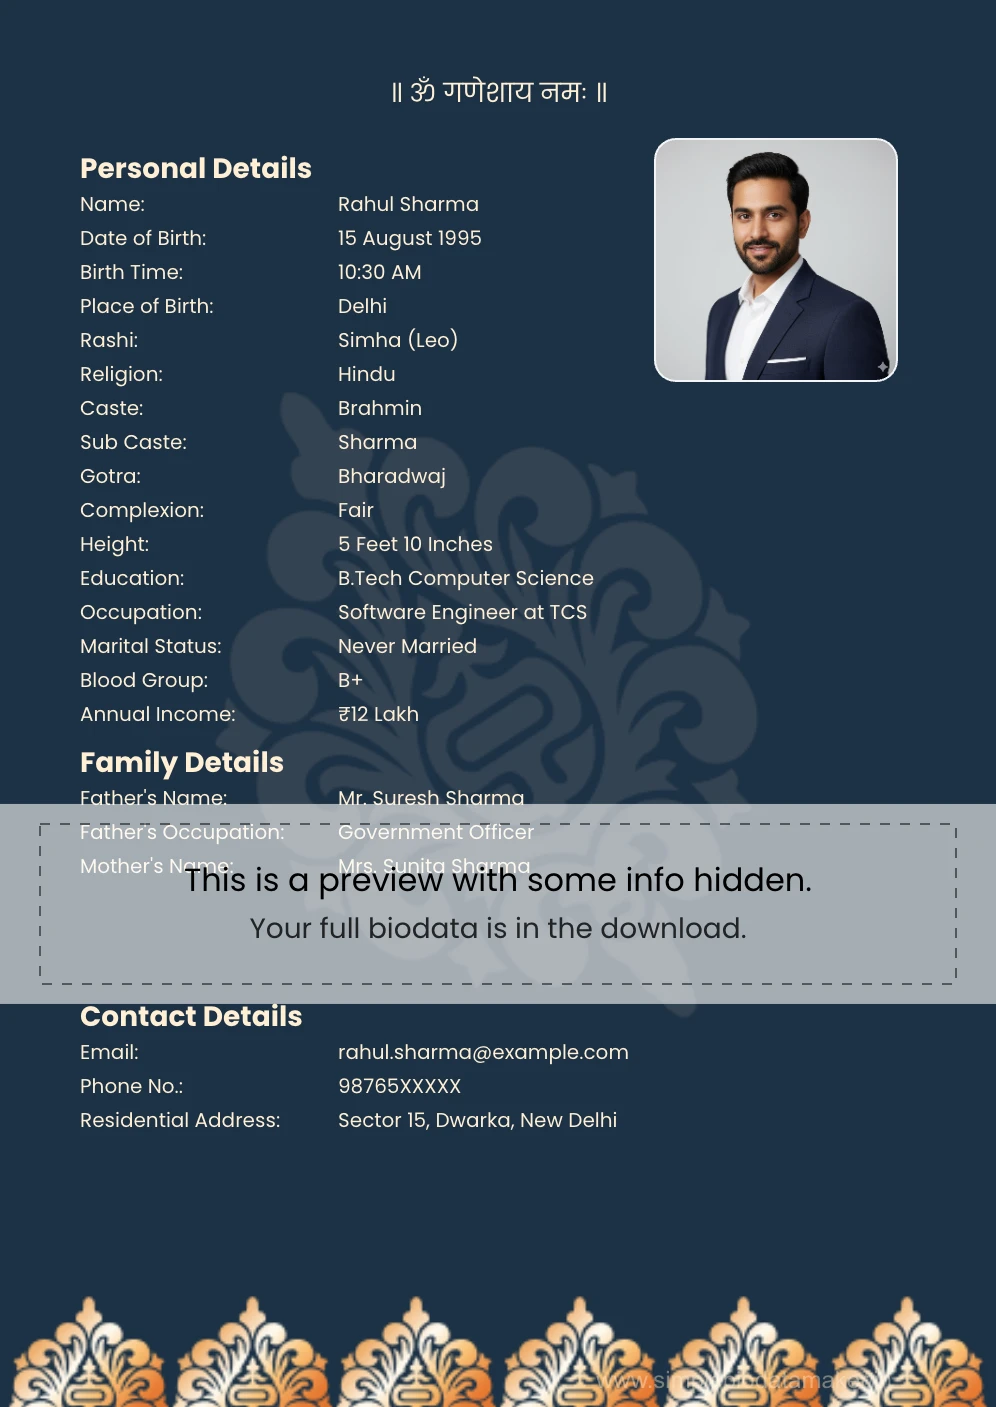 ॥ ॐ गणेशाय नमः ॥
Personal Details
Name: Rahul Sharma
Date of Birth: 15 August 1995
Birth Time: 10:30 AM
Place of Birth: Delhi
Rashi: Simha (Leo)
Religion: Hindu
Caste: Brahmin
Sub Caste: Sharma
Gotra: Bharadwaj
Complexion: Fair
Height: 5 Feet 10 Inches
Education: B.Tech Computer Science
Occupation: Software Engineer at TCS
Marital Status: Never Married
Blood Group: B+
Annual Income: ₹12 Lakh
Family Details
Father's Name: Mr. Suresh Sharma
Father's Occupation: Government Officer
Mother's Name: Mrs. Sunita Sharma
This is a preview with some info hidden.
Your full biodata is in the download.
Contact Details
Email: rahul.sharma@example.com
Phone No.: 98765XXXXX
Residential Address: Sector 15, Dwarka, New Delhi